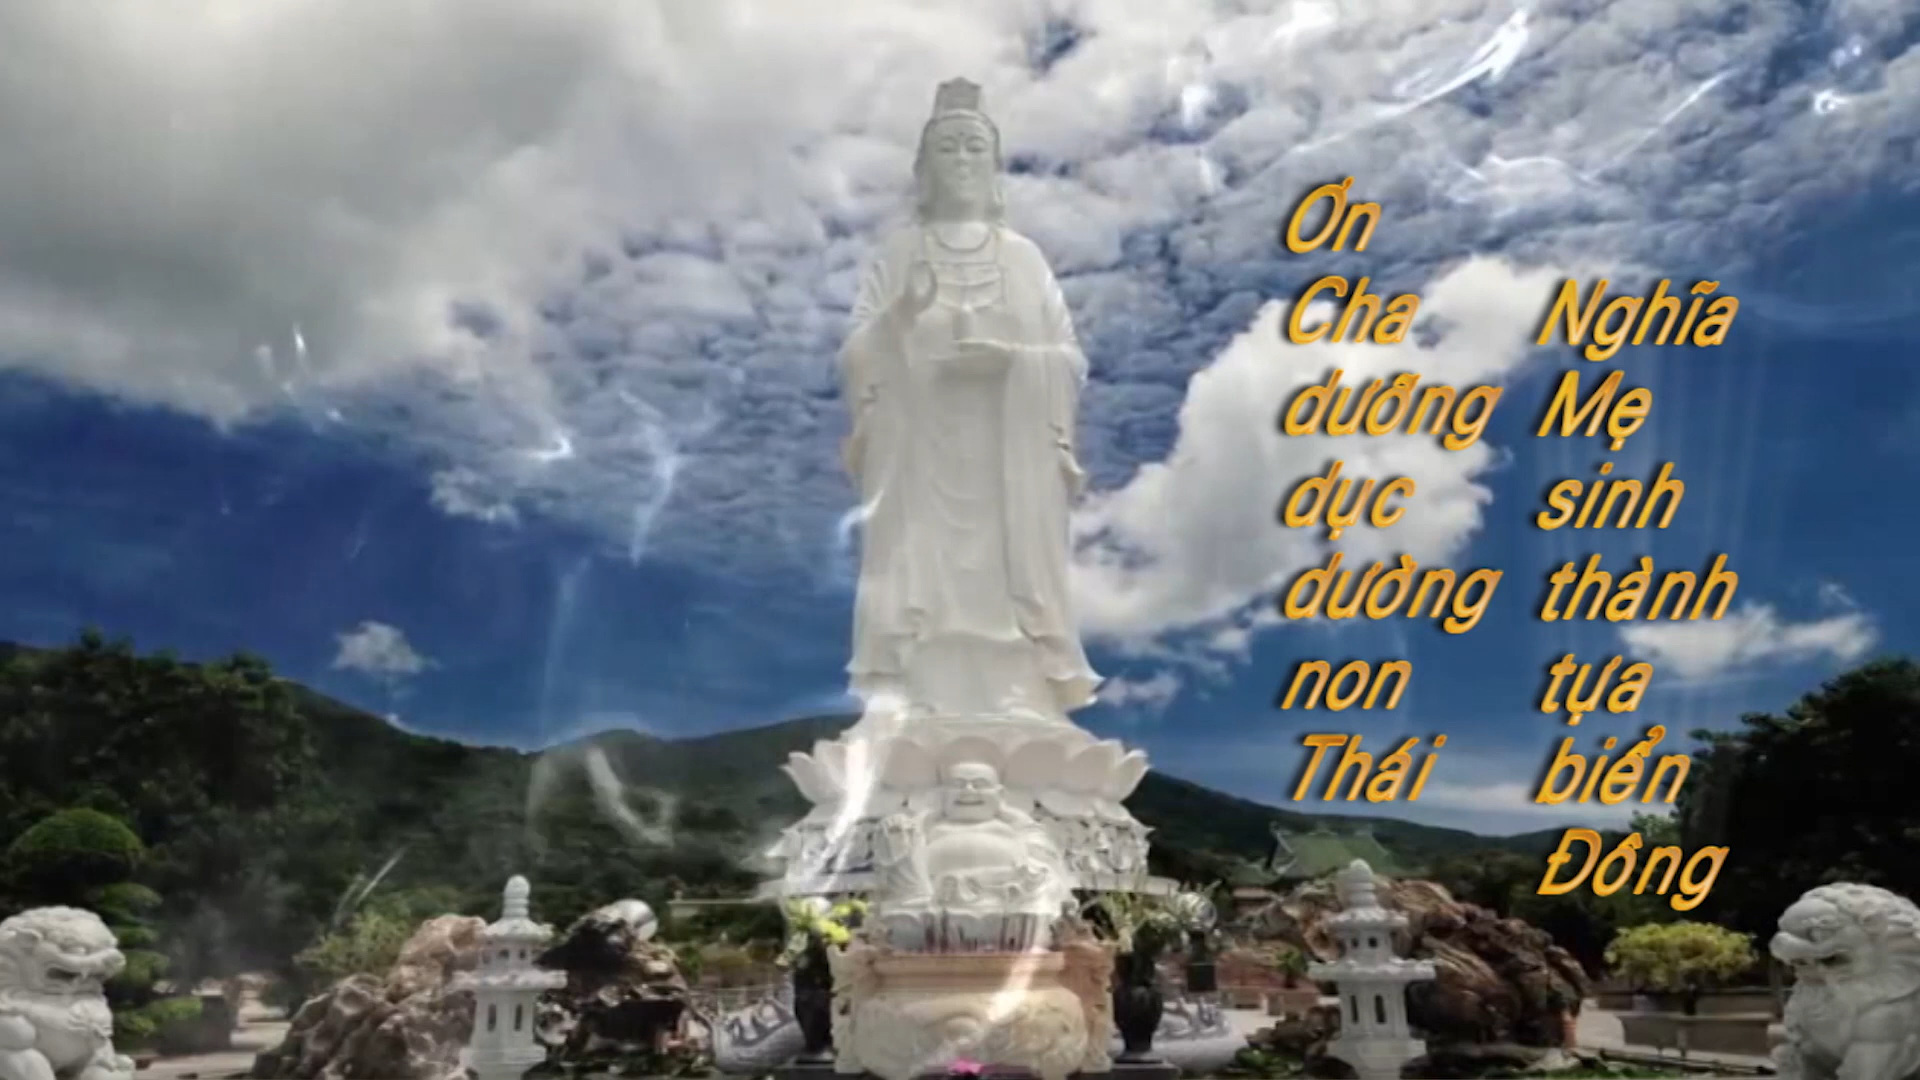 Ơn
Cha
dưỡng
dục
dường
non
Thái
Nghĩa
Mẹ
sinh
thành
tựa
biển
Đông